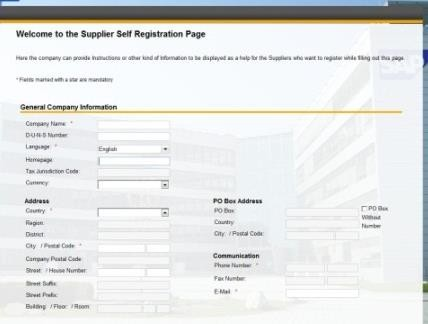 Welcome to the Supplier Self Registration Page
Here the company can provide Instructions or other kind of Information to be displayed as a help for the Suppliers who want to register while filling out this page.
* Fields marked with a star are mandatory
SAP
General Company Information
Company Name: *
D-U-N-S Number:
Language: * English
Homepage:
Tax Jurisdiction Code:
Currency:
Address
Country: *
Region:
District:
City: / Postal Code: *
Company Postal Code:
Street: / House Number:
Street Suffix:
Street Prefix:
Building: / Floor: / Room:
PO Box Address
PO Box: PO Box Without Number
Country:
City: / Postal Code:
Communication
Phone Number: *
Fax Number:
E-Mail: *